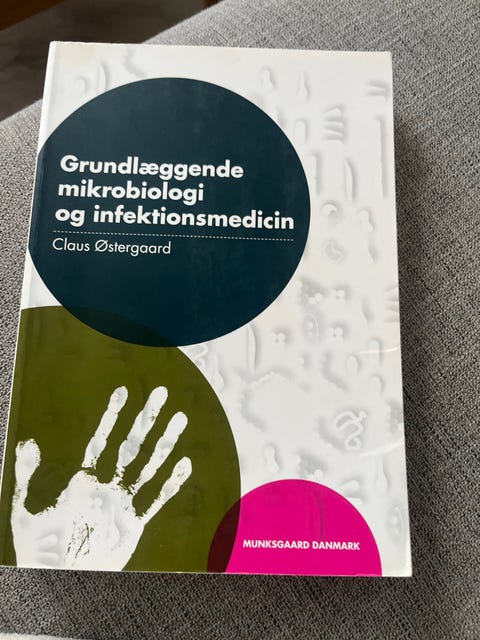 Grundlæggende
mikrobiologi
og infektionsmedicin
Claus Østergaard
MUNKSGAARD DANMARK